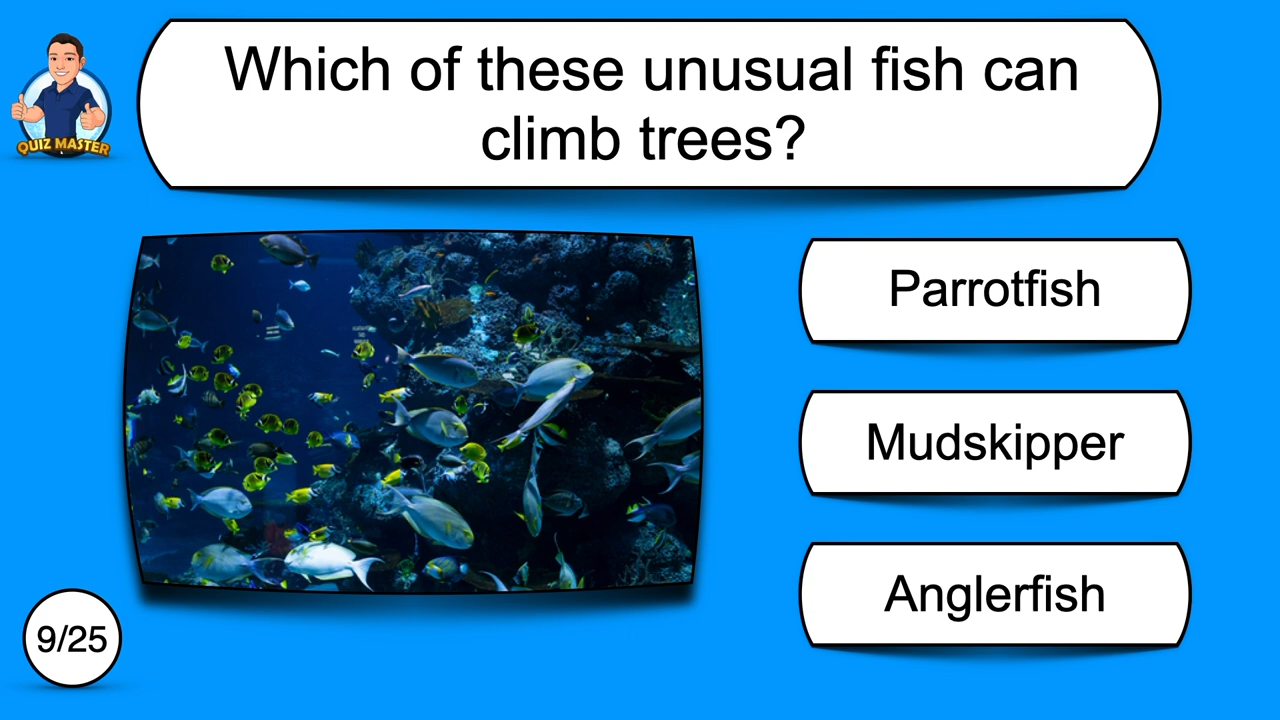 Which of these unusual fish can
climb trees?
QUIZ MASTER
Parrotfish
Mudskipper
Anglerfish
9/25